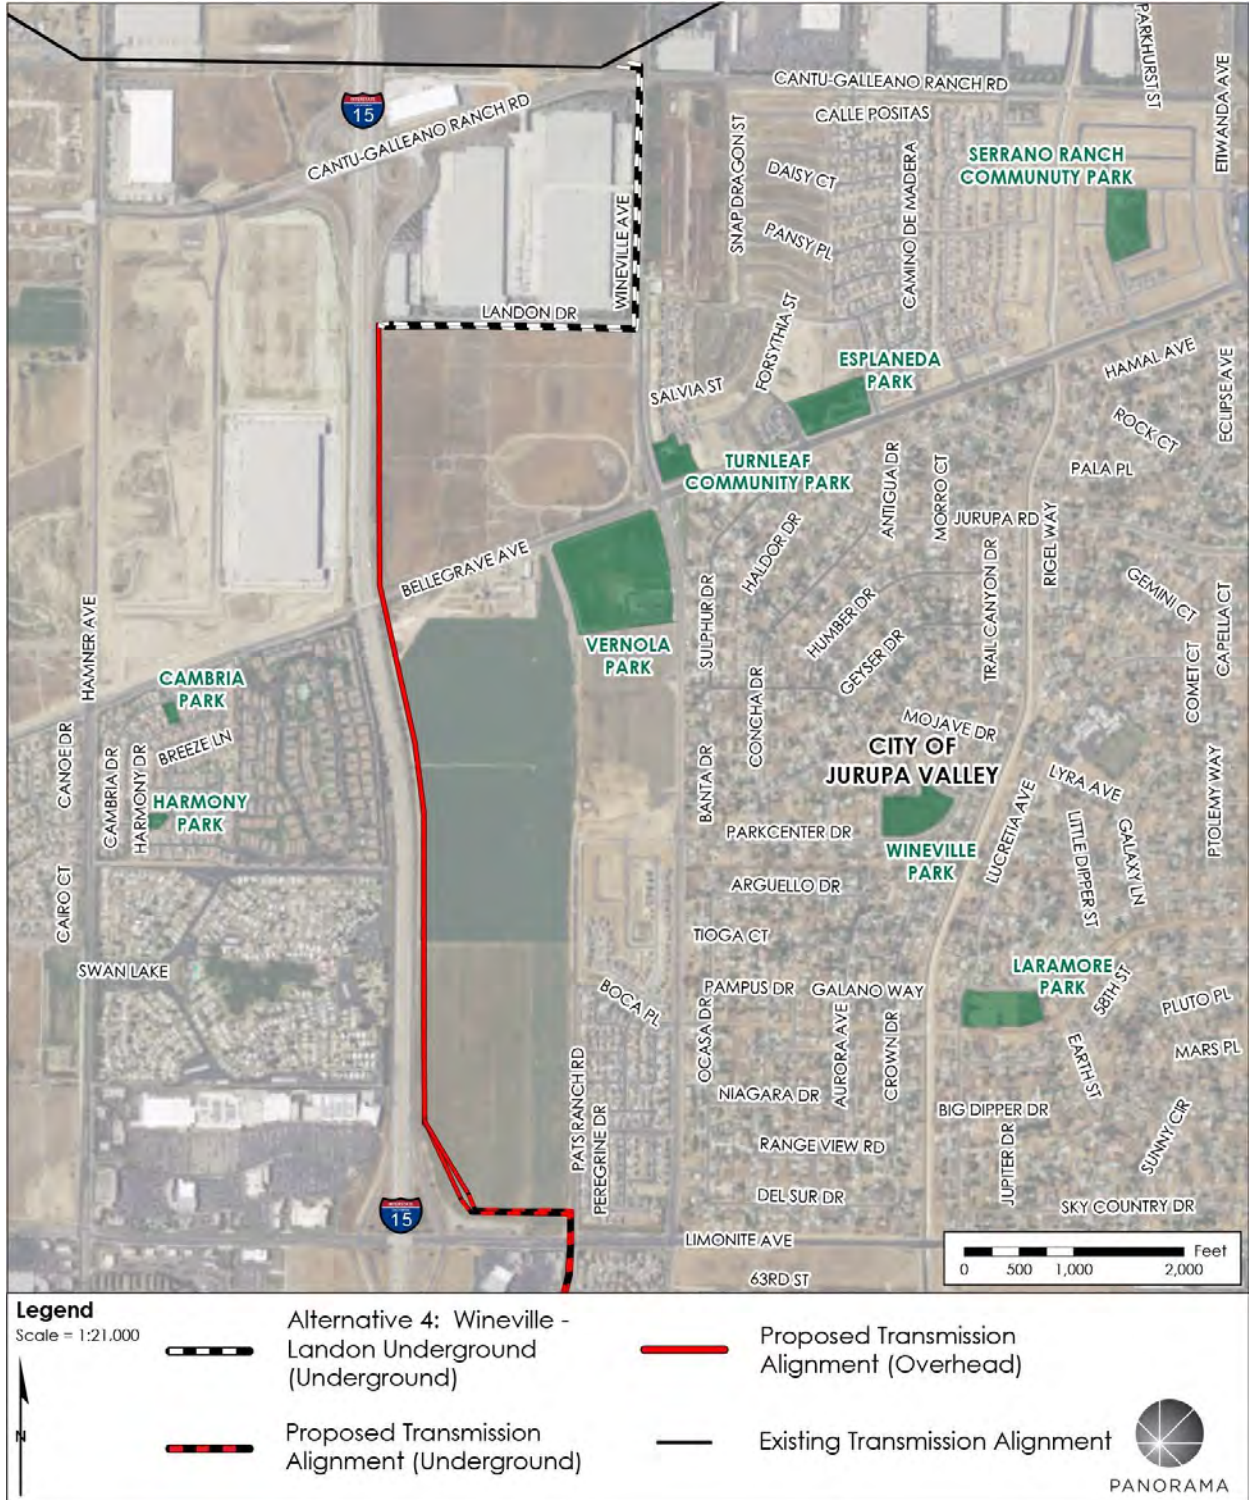 PARKHURST ST
ETIWANDA AVE
CANTU-GALLEANO RANCH RD
CALLE POSITAS
INTERSTATE
15
CANTU-GALLEANO RANCH RD
SERRANO RANCH
COMMUNUTY PARK
SNAP DRAGON ST
DAISY CT
CAMINO DE MADERA
PANSY PL
WINEVILLE AVE
LANDON DR
FORSYTHIA ST
ESPLANEDA
PARK
HAMAL AVE
ECLIPSE AVE
SALVIA ST
ROCK CT
TURNLEAF
COMMUNITY PARK
PALA PL
ANTIGUA DR
MORRO CT
JURUPA RD
RIGEL WAY
HALDOR DR
BELLEGRAVE AVE
TRAIL CANYON DR
GEMINI CT
CAPELLA CT
HAMNER AVE
SULPHUR DR
HUMBER DR
GEYSER DR
VERNOLA
PARK
COMET CT
CAMBRIA
PARK
CONCHA DR
MOJAVE DR
CITY OF
JURUPA VALLEY
CANOE DR
BREEZE LN
CAMBRIA DR
HARMONY DR
HARMONY
PARK
BANTA DR
LYRA AVE
PTOLEMY WAY
PARKCENTER DR
WINEVILLE
PARK
LUCRETIA AVE
LITTLE DIPPER ST
GALAXY LN
ARGUELLO DR
CAIRO CT
TIOGA CT
SWAN LAKE
LARAMORE
PARK
58TH ST
BOCA PL
PAMPUS DR
GALANO WAY
PLUTO PL
OCASA DR
AURORA AVE
CROWN DR
EARTH ST
MARS PL
PATS RANCH RD
PEREGRINE DR
NIAGARA DR
BIG DIPPER DR
SUNNY CIR
RANGE VIEW RD
JUPITER DR
DEL SUR DR
SKY COUNTRY DR
15
LIMONITE AVE
63RD ST
Feet
0 500 1,000 2,000
Legend
Scale = 1:21,000
N
Alternative 4: Wineville -
Landon Underground
(Underground)
Proposed Transmission
Alignment (Underground)
Proposed Transmission
Alignment (Overhead)
Existing Transmission Alignment
PANORAMA